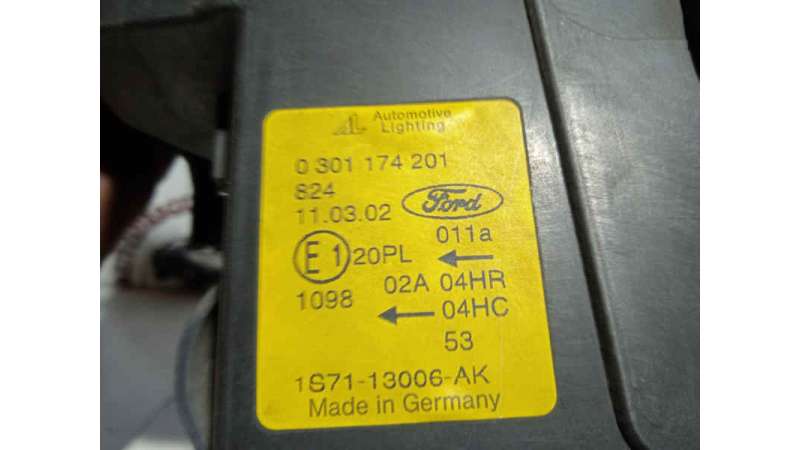 AL Automotive
Lighting
0 301 174 201
824
11.03.02 Ford
011a
E1 20PL
02A 04HR
1098 04HC
53
1S71-13006-AK
Made in Germany